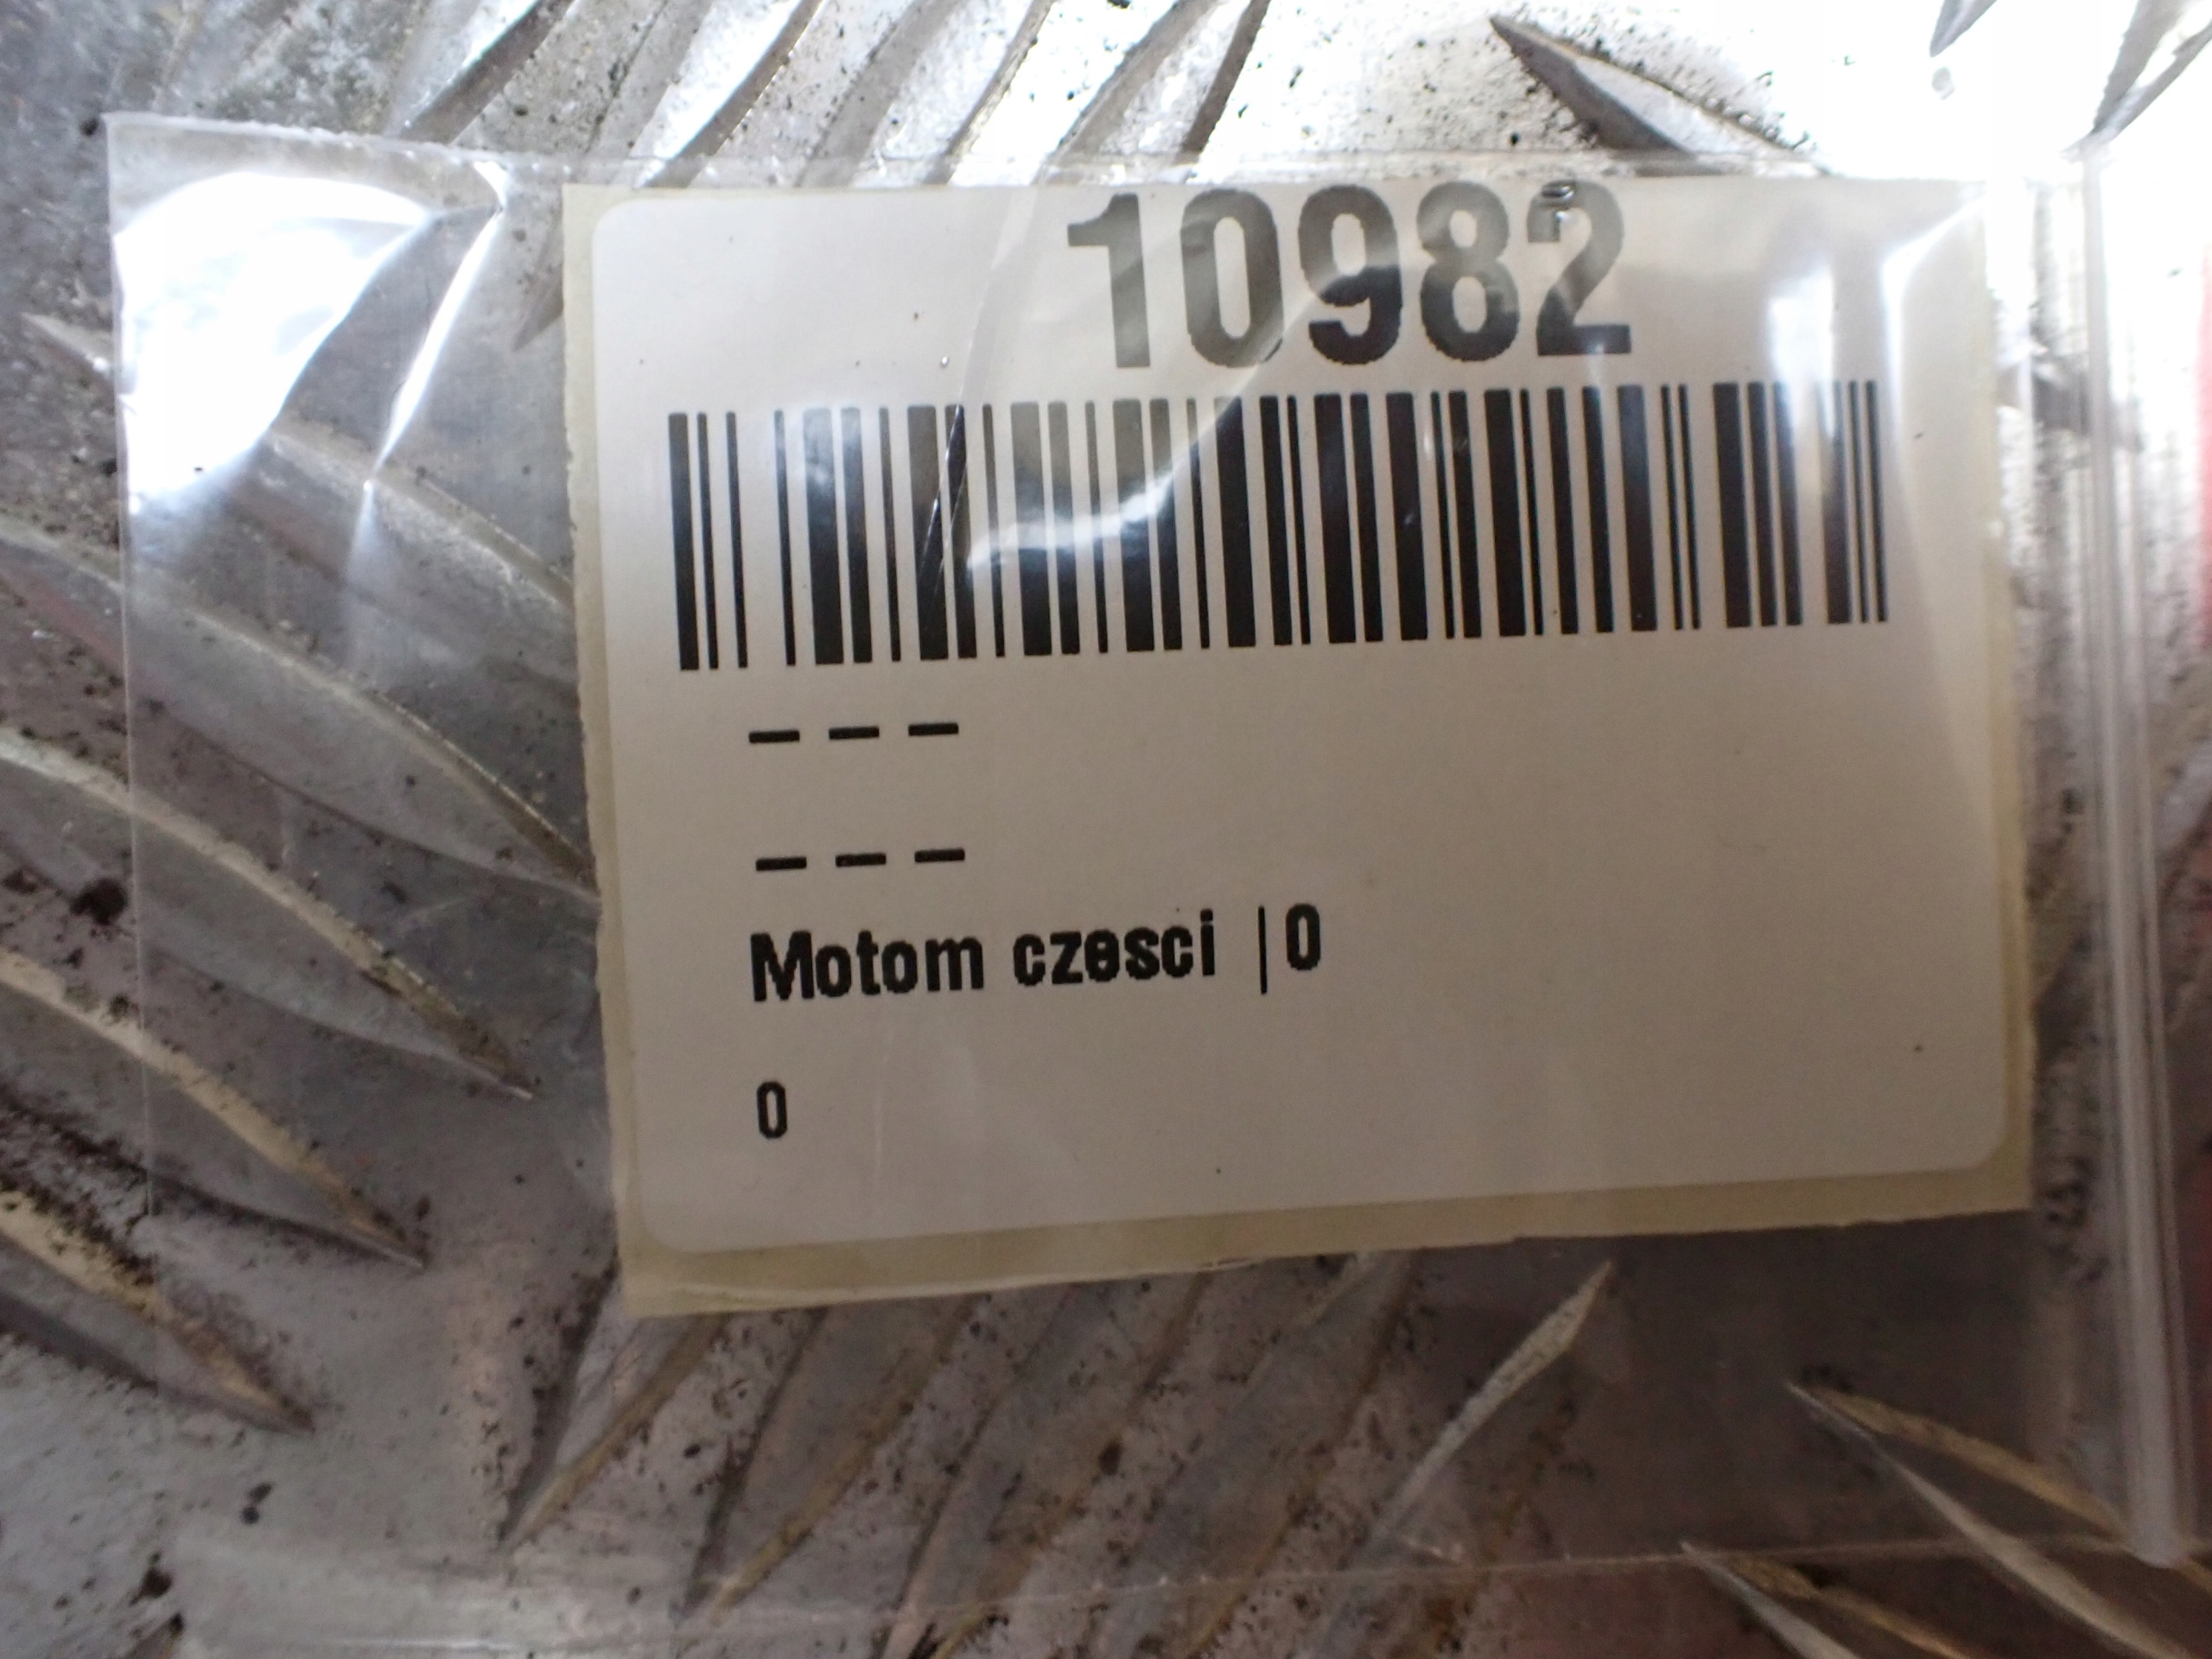 10982
– – –
– – –
Motom czesci |0
0